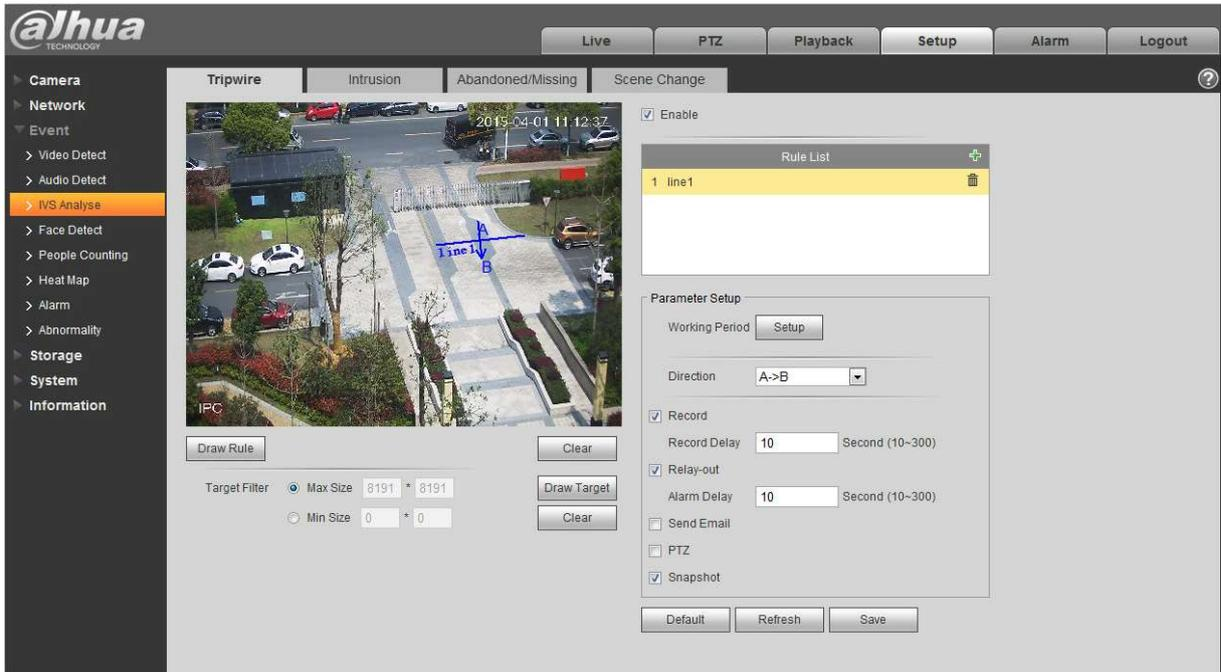 alhua
TECHNOLOGY
Live PTZ Playback Setup Alarm Logout
Camera
Network
Event
> Video Detect
> Audio Detect
> IVS Analyse
> Face Detect
> People Counting
> Heat Map
> Alarm
> Abnormality
Storage
System
Information
Tripwire Intrusion Abandoned/Missing Scene Change
?
2015-04-01 11:12:37
A
line1
B
IPC
Draw Rule Clear
Target Filter Max Size 8191 * 8191 Draw Target
Min Size 0 * 0 Clear
Enable
Rule List
1 line1
Parameter Setup
Working Period Setup
Direction A->B
Record
Record Delay 10 Second (10~300)
Relay-out
Alarm Delay 10 Second (10~300)
Send Email
PTZ
Snapshot
Default Refresh Save